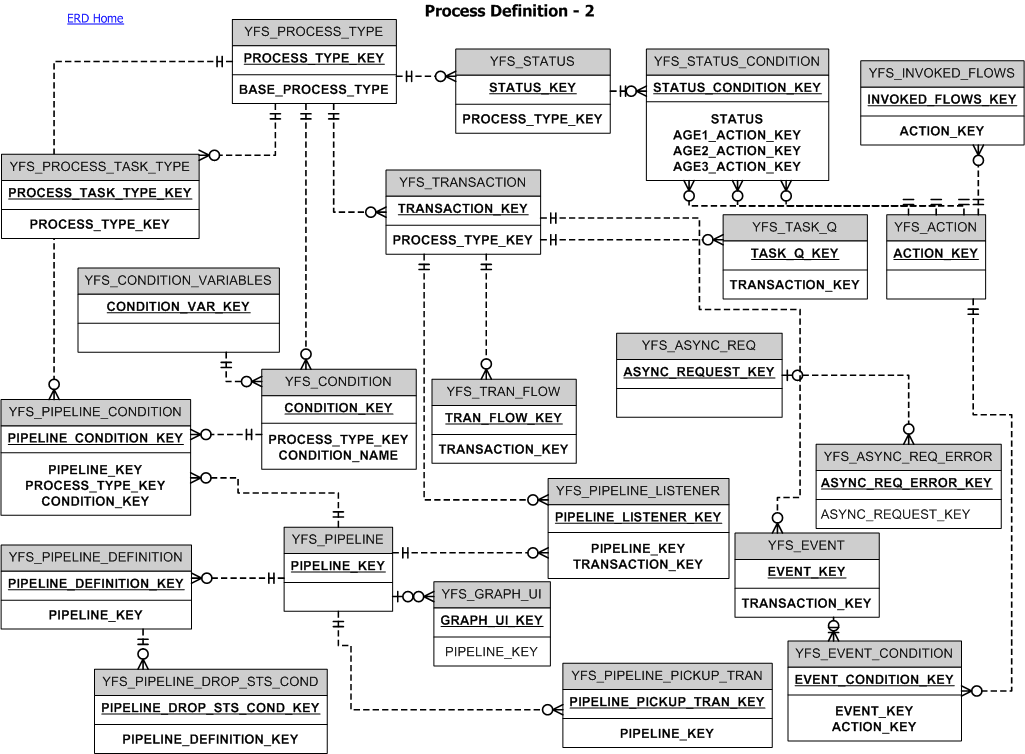 Process Definition - 2
ERD Home
YFS_PROCESS_TYPE
PROCESS_TYPE_KEY
BASE_PROCESS_TYPE
YFS_STATUS
STATUS_KEY
PROCESS_TYPE_KEY
YFS_STATUS_CONDITION
STATUS_CONDITION_KEY
STATUS
AGE1_ACTION_KEY
AGE2_ACTION_KEY
AGE3_ACTION_KEY
YFS_INVOKED_FLOWS
INVOKED_FLOWS_KEY
ACTION_KEY
YFS_PROCESS_TASK_TYPE
PROCESS_TASK_TYPE_KEY
PROCESS_TYPE_KEY
YFS_TRANSACTION
TRANSACTION_KEY
PROCESS_TYPE_KEY
YFS_TASK_Q
TASK_Q_KEY
TRANSACTION_KEY
YFS_ACTION
ACTION_KEY
YFS_CONDITION_VARIABLES
CONDITION_VAR_KEY
YFS_ASYNC_REQ
ASYNC_REQUEST_KEY
YFS_CONDITION
CONDITION_KEY
PROCESS_TYPE_KEY
CONDITION_NAME
YFS_TRAN_FLOW
TRAN_FLOW_KEY
TRANSACTION_KEY
YFS_PIPELINE_CONDITION
PIPELINE_CONDITION_KEY
PIPELINE_KEY
PROCESS_TYPE_KEY
CONDITION_KEY
YFS_ASYNC_REQ_ERROR
ASYNC_REQ_ERROR_KEY
ASYNC_REQUEST_KEY
YFS_PIPELINE_LISTENER
PIPELINE_LISTENER_KEY
PIPELINE_KEY
TRANSACTION_KEY
YFS_PIPELINE
PIPELINE_KEY
YFS_EVENT
EVENT_KEY
TRANSACTION_KEY
YFS_PIPELINE_DEFINITION
PIPELINE_DEFINITION_KEY
PIPELINE_KEY
YFS_GRAPH_UI
GRAPH_UI_KEY
PIPELINE_KEY
YFS_EVENT_CONDITION
EVENT_CONDITION_KEY
EVENT_KEY
ACTION_KEY
YFS_PIPELINE_DROP_STS_COND
PIPELINE_DROP_STS_COND_KEY
PIPELINE_DEFINITION_KEY
YFS_PIPELINE_PICKUP_TRAN
PIPELINE_PICKUP_TRAN_KEY
PIPELINE_KEY